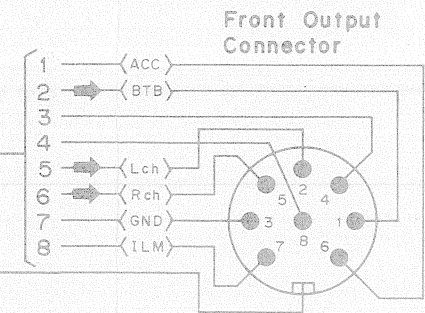 Front Output
Connector
1 ACC
2 BTB
3
4
5 Lch
6 Rch
7 GND
8 ILM
5 2 4
3 8 1
7 6